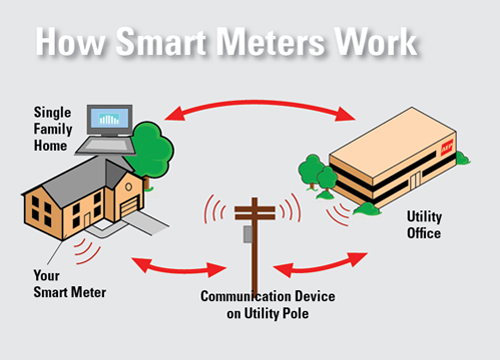 How Smart Meters Work
Single
Family
Home
Utility
Office
Your
Smart Meter
Communication Device
on Utility Pole